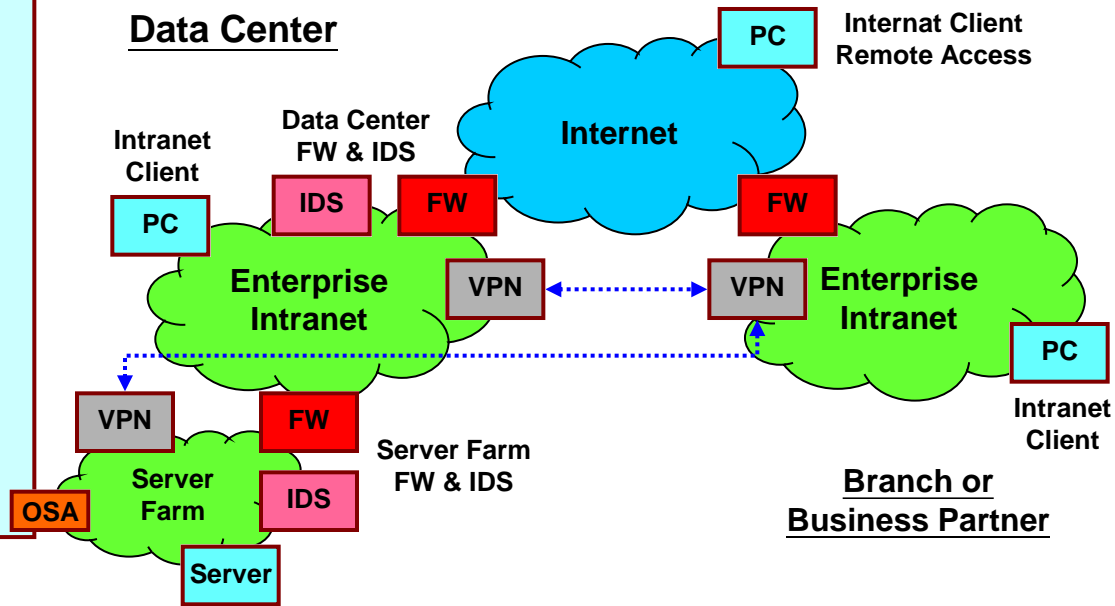 Data Center
PC
Internat Client
Remote Access
Internet
Data Center
FW & IDS
Intranet
Client
IDS
FW
FW
PC
Enterprise
Intranet
VPN
VPN
Enterprise
Intranet
PC
VPN
FW
Intranet
Client
Server Farm
FW & IDS
Server
Farm
IDS
OSA
Branch or
Business Partner
Server